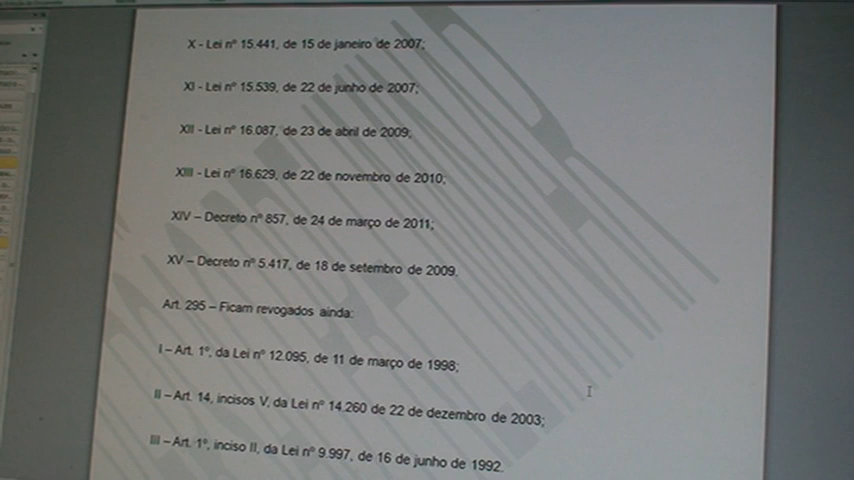 X - Lei nº 15.441, de 15 de janeiro de 2007;
XI - Lei nº 15.539, de 22 de junho de 2007;
XII - Lei nº 16.087, de 23 de abril de 2009;
XIII - Lei nº 16.629, de 22 de novembro de 2010;
XIV – Decreto nº 857, de 24 de março de 2011;
XV – Decreto nº 5.417, de 18 de setembro de 2009.
Art. 295 – Ficam revogados ainda:
I – Art. 1º, da Lei nº 12.095, de 11 de março de 1998;
II – Art. 14, incisos V, da Lei nº 14.260 de 22 de dezembro de 2003;
III – Art. 1º, inciso II, da Lei nº 9.997, de 16 de junho de 1992.